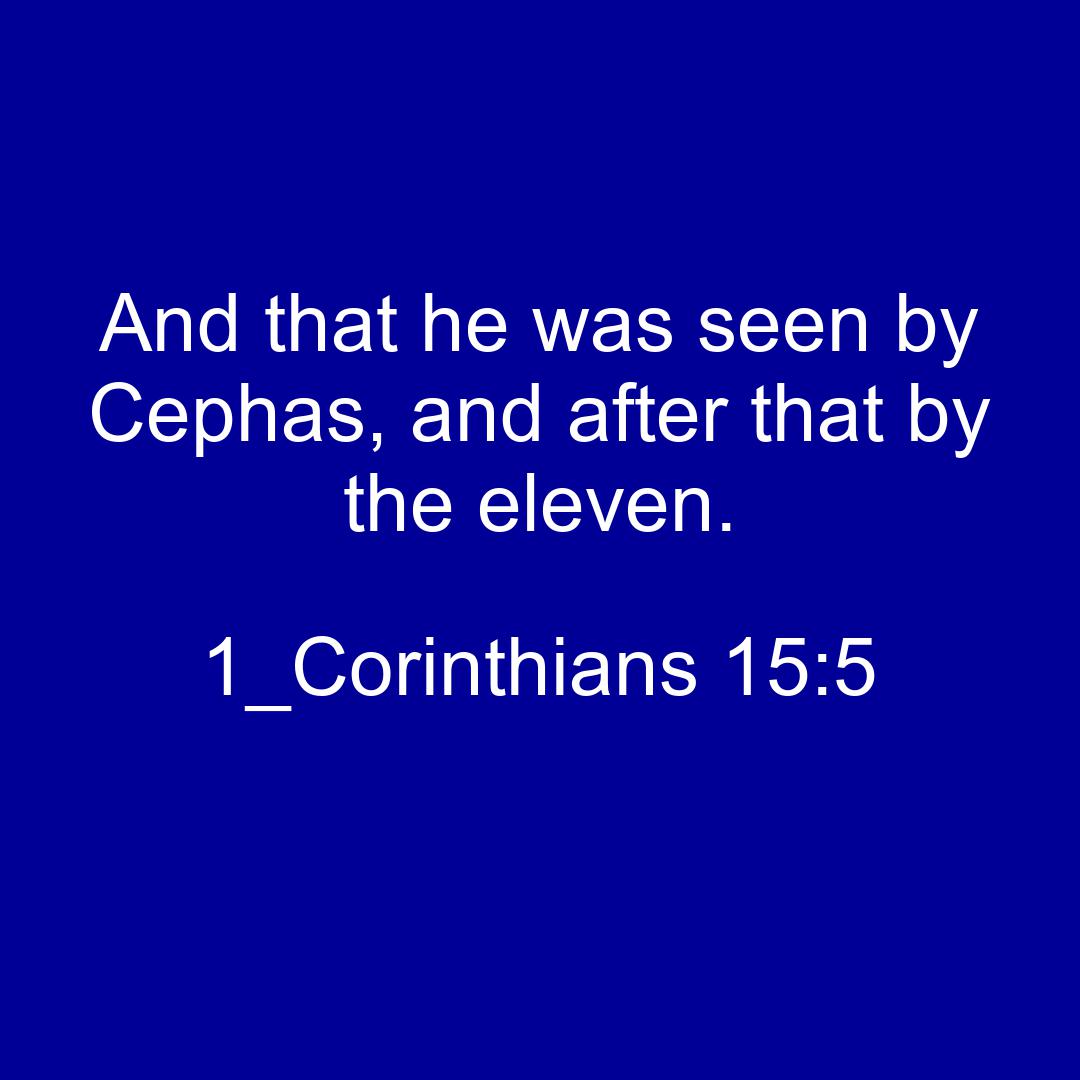 And that he was seen by
Cephas, and after that by
the eleven.
1_Corinthians 15:5